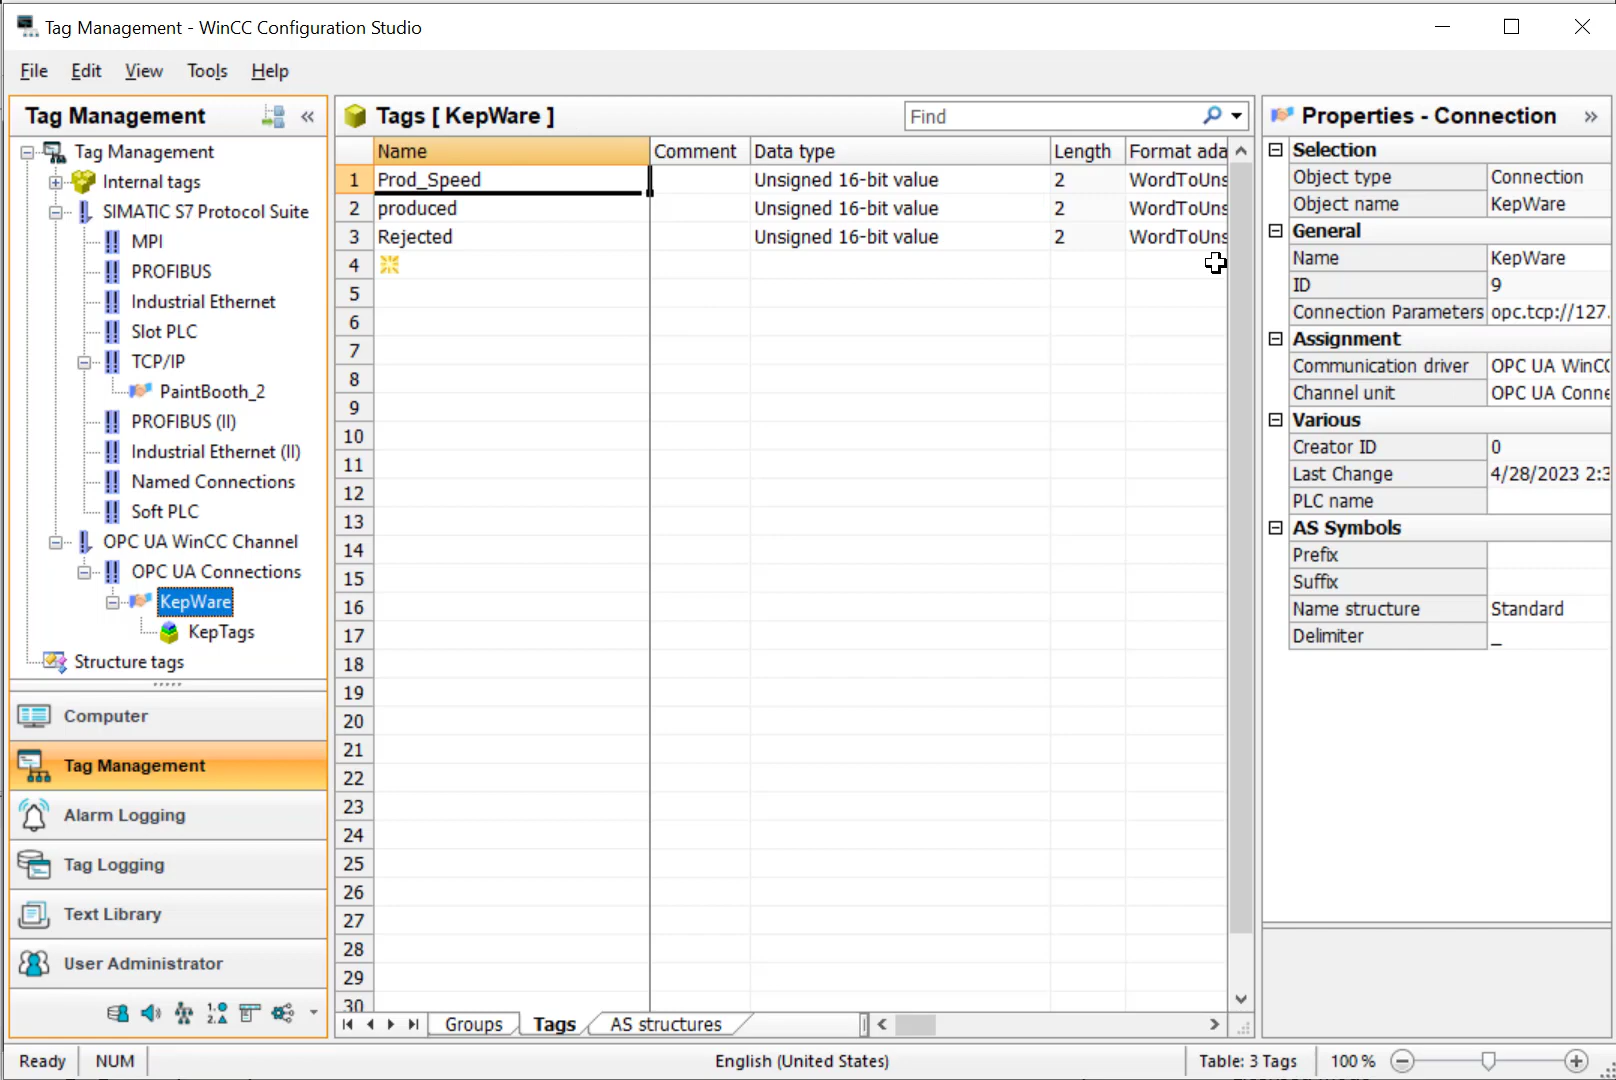 Tag Management - WinCC Configuration Studio
File Edit View Tools Help
Tag Management «
Tag Management
Internal tags
SIMATIC S7 Protocol Suite
MPI
PROFIBUS
Industrial Ethernet
Slot PLC
TCP/IP
PaintBooth_2
PROFIBUS (II)
Industrial Ethernet (II)
Named Connections
Soft PLC
OPC UA WinCC Channel
OPC UA Connections
KepWare
KepTags
Structure tags
Computer
Tag Management
Alarm Logging
Tag Logging
Text Library
User Administrator
Tags [ KepWare ] Find
Name Comment Data type Length Format ada
1 Prod_Speed Unsigned 16-bit value 2 WordToUns
2 produced Unsigned 16-bit value 2 WordToUns
3 Rejected Unsigned 16-bit value 2 WordToUns
4
5
6
7
8
9
10
11
12
13
14
15
16
17
18
19
20
21
22
23
24
25
26
27
28
29
30
Groups Tags AS structures
Properties - Connection »
Selection
Object type Connection
Object name KepWare
General
Name KepWare
ID 9
Connection Parameters opc.tcp://127.
Assignment
Communication driver OPC UA WinCC
Channel unit OPC UA Conne
Various
Creator ID 0
Last Change 4/28/2023 2:3
PLC name
AS Symbols
Prefix
Suffix
Name structure Standard
Delimiter _
Ready NUM English (United States) Table: 3 Tags 100 %